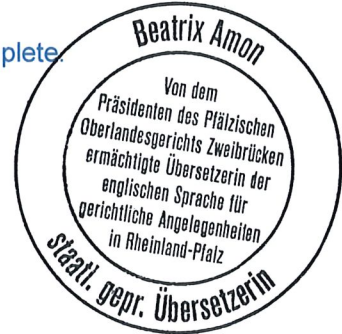 plete.
Beatrix Amon
Von dem
Präsidenten des Pfälzischen
Oberlandesgerichts Zweibrücken
ermächtigte Übersetzerin der
englischen Sprache für
gerichtliche Angelegenheiten
in Rheinland-Pfalz
staatl. gepr. Übersetzerin